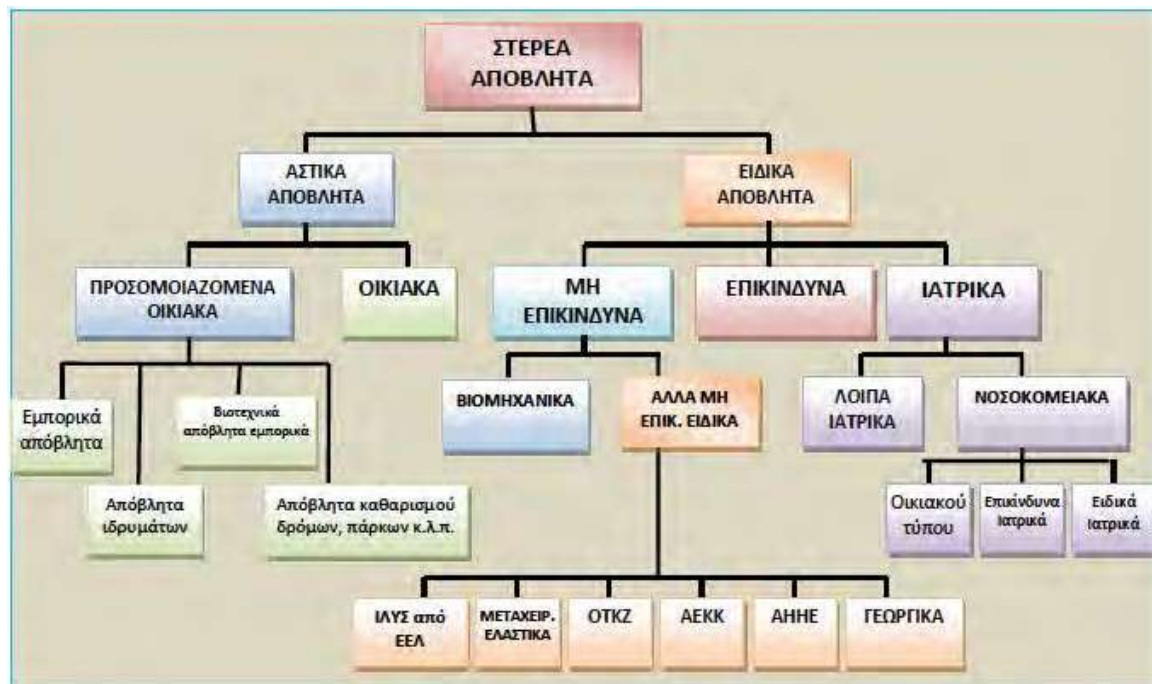 ΣΤΕΡΕΑ
ΑΠΟΒΛΗΤΑ
ΑΣΤΙΚΑ
ΑΠΟΒΛΗΤΑ
ΕΙΔΙΚΑ
ΑΠΟΒΛΗΤΑ
ΠΡΟΣΟΜΟΙΑΖΟΜΕΝΑ
ΟΙΚΙΑΚΑ
ΟΙΚΙΑΚΑ
ΜΗ
ΕΠΙΚΙΝΔΥΝΑ
ΕΠΙΚΙΝΔΥΝΑ
ΙΑΤΡΙΚΑ
Εμπορικά
απόβλητα
Βιοτεχνικά
απόβλητα εμπορικά
Απόβλητα
ιδρυμάτων
Απόβλητα καθαρισμού
δρόμων, πάρκων κ.λ.π.
ΒΙΟΜΗΧΑΝΙΚΑ
ΑΛΛΑ ΜΗ
ΕΠΙΚ. ΕΙΔΙΚΑ
ΛΟΙΠΑ
ΙΑΤΡΙΚΑ
ΝΟΣΟΚΟΜΕΙΑΚΑ
Οικιακού
τύπου
Επικίνδυνα
Ιατρικά
Ειδικά
Ιατρικά
ΙΛΥΣ από
ΕΕΛ
ΜΕΤΑΧΕΙΡ.
ΕΛΑΣΤΙΚΑ
ΟΤΚΖ
ΑΕΚΚ
ΑΗΗΕ
ΓΕΩΡΓΙΚΑ